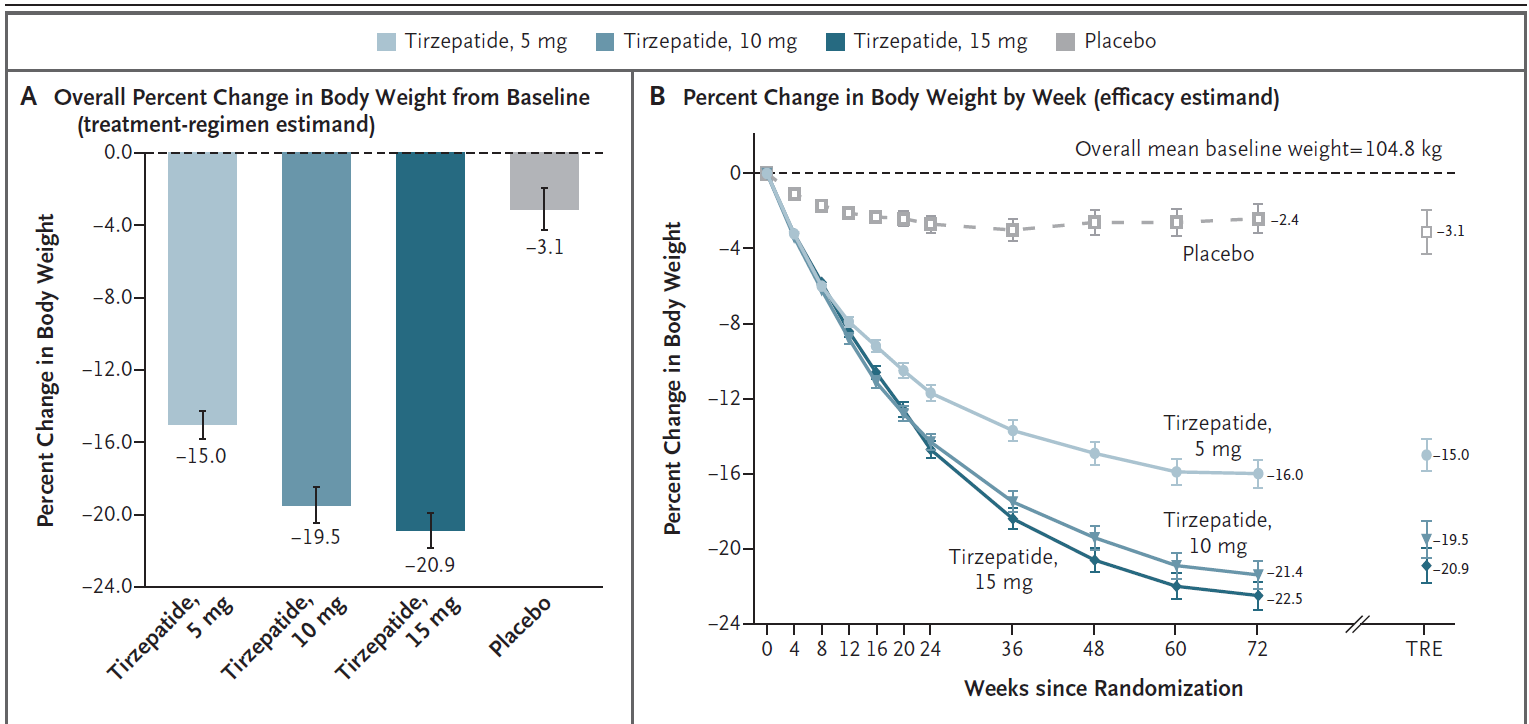 Tirzepatide, 5 mg Tirzepatide, 10 mg Tirzepatide, 15 mg Placebo
A Overall Percent Change in Body Weight from Baseline
(treatment-regimen estimand)
Percent Change in Body Weight
0.0
−4.0
−8.0
−12.0
−16.0
−20.0
−24.0
−15.0
−19.5
−20.9
−3.1
Tirzepatide,
5 mg
Tirzepatide,
10 mg
Tirzepatide,
15 mg
Placebo
B Percent Change in Body Weight by Week (efficacy estimand)
Overall mean baseline weight=104.8 kg
Percent Change in Body Weight
0
−4
−8
−12
−16
−20
−24
−2.4
Placebo
−3.1
Tirzepatide,
5 mg
−16.0
−15.0
Tirzepatide,
10 mg
−21.4
−19.5
Tirzepatide,
15 mg
−22.5
−20.9
0 4 8 12 16 20 24 36 48 60 72 TRE
Weeks since Randomization